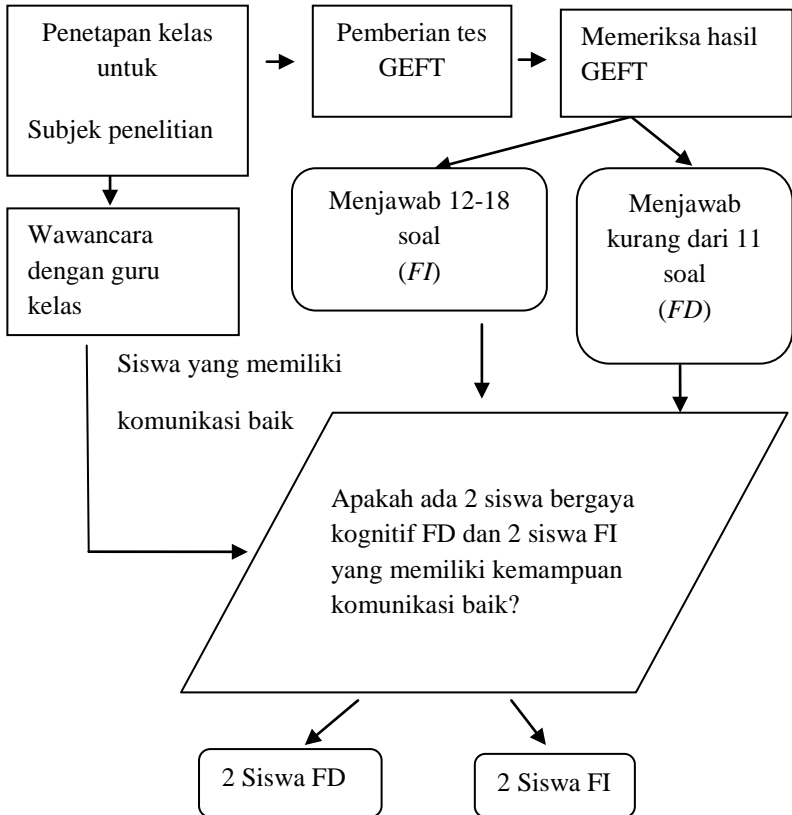 Penetapan kelas
untuk
Subjek penelitian
Pemberian tes
GEFT
Memeriksa hasil
GEFT
Menjawab 12-18
soal
(FI)
Menjawab
kurang dari 11
soal
(FD)
Wawancara
dengan guru
kelas
Siswa yang memiliki
komunikasi baik
Apakah ada 2 siswa bergaya
kognitif FD dan 2 siswa FI
yang memiliki kemampuan
komunikasi baik?
2 Siswa FD
2 Siswa FI